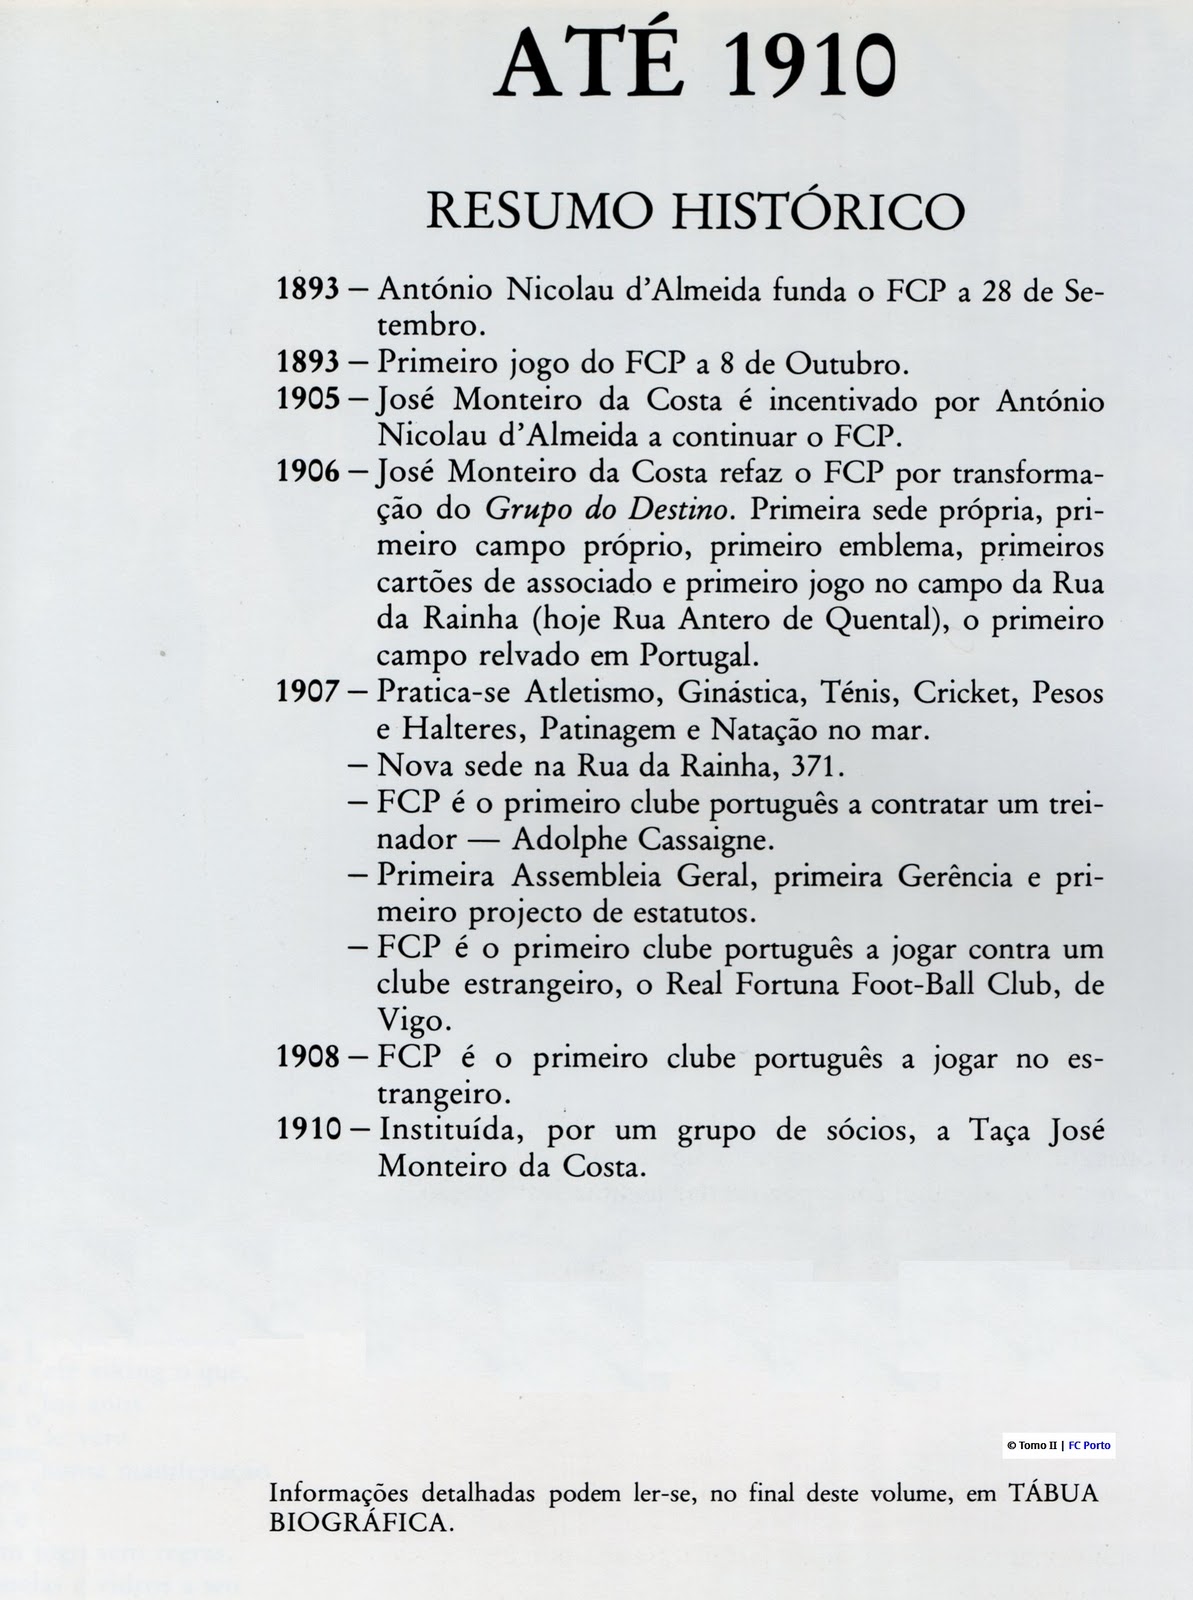 ATÉ 1910
RESUMO HISTÓRICO
1893 – António Nicolau d'Almeida funda o FCP a 28 de Se-
tembro.
1893 – Primeiro jogo do FCP a 8 de Outubro.
1905 – José Monteiro da Costa é incentivado por António
Nicolau d'Almeida a continuar o FCP.
1906 – José Monteiro da Costa refaz o FCP por transforma-
ção do Grupo do Destino. Primeira sede própria, pri-
meiro campo próprio, primeiro emblema, primeiros
cartões de associado e primeiro jogo no campo da Rua
da Rainha (hoje Rua Antero de Quental), o primeiro
campo relvado em Portugal.
1907 – Pratica-se Atletismo, Ginástica, Ténis, Cricket, Pesos
e Halteres, Patinagem e Natação no mar.
– Nova sede na Rua da Rainha, 371.
– FCP é o primeiro clube português a contratar um trei-
nador — Adolphe Cassaigne.
– Primeira Assembleia Geral, primeira Gerência e pri-
meiro projecto de estatutos.
– FCP é o primeiro clube português a jogar contra um
clube estrangeiro, o Real Fortuna Foot-Ball Club, de
Vigo.
1908 – FCP é o primeiro clube português a jogar no es-
trangeiro.
1910 – Instituída, por um grupo de sócios, a Taça José
Monteiro da Costa.
© Tomo II | FC Porto
Informações detalhadas podem ler-se, no final deste volume, em TÁBUA
BIOGRÁFICA.